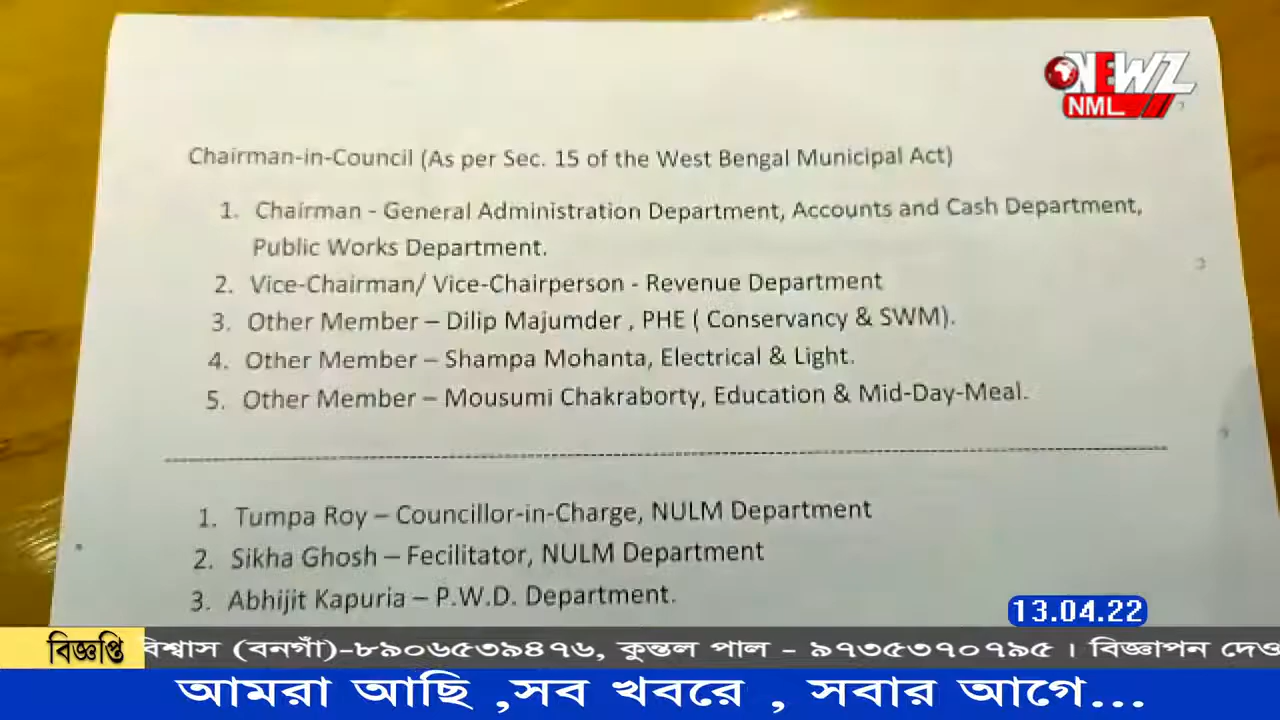 NEWZ
NML
Chairman-in-Council (As per Sec. 15 of the West Bengal Municipal Act)
1. Chairman - General Administration Department, Accounts and Cash Department,
Public Works Department.
2. Vice-Chairman/ Vice-Chairperson - Revenue Department
3. Other Member – Dilip Majumder , PHE ( Conservancy & SWM).
4. Other Member – Shampa Mohanta, Electrical & Light.
5. Other Member – Mousumi Chakraborty, Education & Mid-Day-Meal.
1. Tumpa Roy – Councillor-in-Charge, NULM Department
2. Sikha Ghosh – Fecilitator, NULM Department
3. Abhijit Kapuria – P.W.D. Department.
13.04.22
বিজ্ঞপ্তি বিশ্বাস (বনগাঁ)-৮৯০৬৫৩৯৪৭৬, কুন্তল পাল - ৯৭৩৫৩৭০৭৯৫ । বিজ্ঞাপন দেও
আমরা আছি ,সব খবরে , সবার আগে...